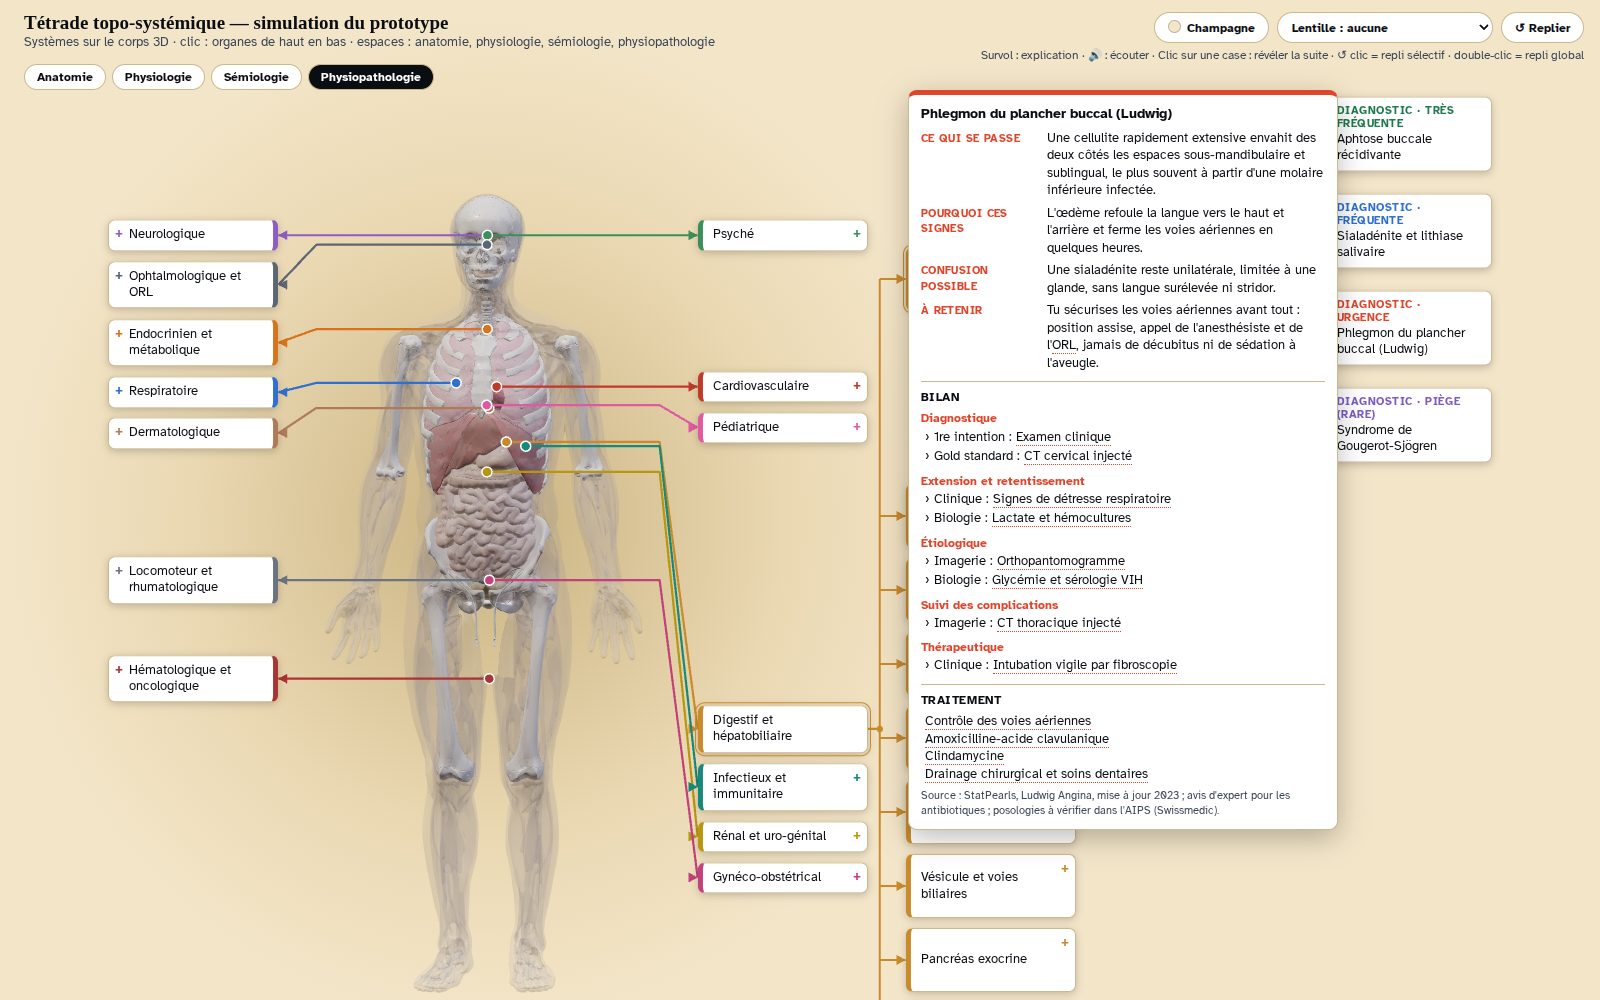 Tétrade topo-systémique — simulation du prototype
Systèmes sur le corps 3D · clic : organes de haut en bas · espaces : anatomie, physiologie, sémiologie, physiopathologie
Anatomie
Physiologie
Sémiologie
Physiopathologie
Champagne
Lentille : aucune
↺ Replier
Survol : explication · 🔊 : écouter · Clic sur une case : révéler la suite · ↺ clic = repli sélectif · double-clic = repli global
+ Neurologique
+ Ophtalmologique et
ORL
+ Endocrinien et
métabolique
+ Respiratoire
+ Dermatologique
+ Locomoteur et
rhumatologique
+ Hématologique et
oncologique
Psyché +
Cardiovasculaire +
Pédiatrique +
Digestif et
hépatobiliaire
Infectieux et +
immunitaire
Rénal et uro-génital +
Gynéco-obstétrical +
Phlegmon du plancher buccal (Ludwig)
CE QUI SE PASSE
Une cellulite rapidement extensive envahit des
deux côtés les espaces sous-mandibulaire et
sublingual, le plus souvent à partir d'une molaire
inférieure infectée.
POURQUOI CES
SIGNES
L'œdème refoule la langue vers le haut et
l'arrière et ferme les voies aériennes en
quelques heures.
CONFUSION
POSSIBLE
Une sialadénite reste unilatérale, limitée à une
glande, sans langue surélevée ni stridor.
À RETENIR
Tu sécurises les voies aériennes avant tout :
position assise, appel de l'anesthésiste et de
l'ORL, jamais de décubitus ni de sédation à
l'aveugle.
BILAN
Diagnostique
› 1re intention : Examen clinique
› Gold standard : CT cervical injecté
Extension et retentissement
› Clinique : Signes de détresse respiratoire
› Biologie : Lactate et hémocultures
Étiologique
› Imagerie : Orthopantomogramme
› Biologie : Glycémie et sérologie VIH
Suivi des complications
› Imagerie : CT thoracique injecté
Thérapeutique
› Clinique : Intubation vigile par fibroscopie
TRAITEMENT
Contrôle des voies aériennes
Amoxicilline-acide clavulanique
Clindamycine
Drainage chirurgical et soins dentaires
Source : StatPearls, Ludwig Angina, mise à jour 2023 ; avis d'expert pour les
antibiotiques ; posologies à vérifier dans l'AIPS (Swissmedic).
Vésicule et voies +
biliaires
Pancréas exocrine +
DIAGNOSTIC · TRÈS
FRÉQUENTE
Aphtose buccale
récidivante
DIAGNOSTIC ·
FRÉQUENTE
Sialadénite et lithiase
salivaire
DIAGNOSTIC ·
URGENCE
Phlegmon du plancher
buccal (Ludwig)
DIAGNOSTIC · PIÈGE
(RARE)
Syndrome de
Gougerot-Sjögren